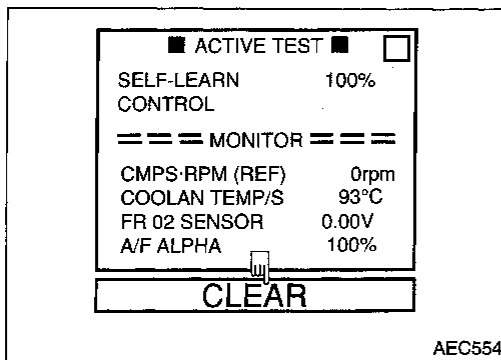 ■ ACTIVE TEST ■
SELF-LEARN 100%
CONTROL
=== MONITOR ===
CMPS·RPM (REF) 0rpm
COOLAN TEMP/S 93°C
FR 02 SENSOR 0.00V
A/F ALPHA 100%
CLEAR
AEC554